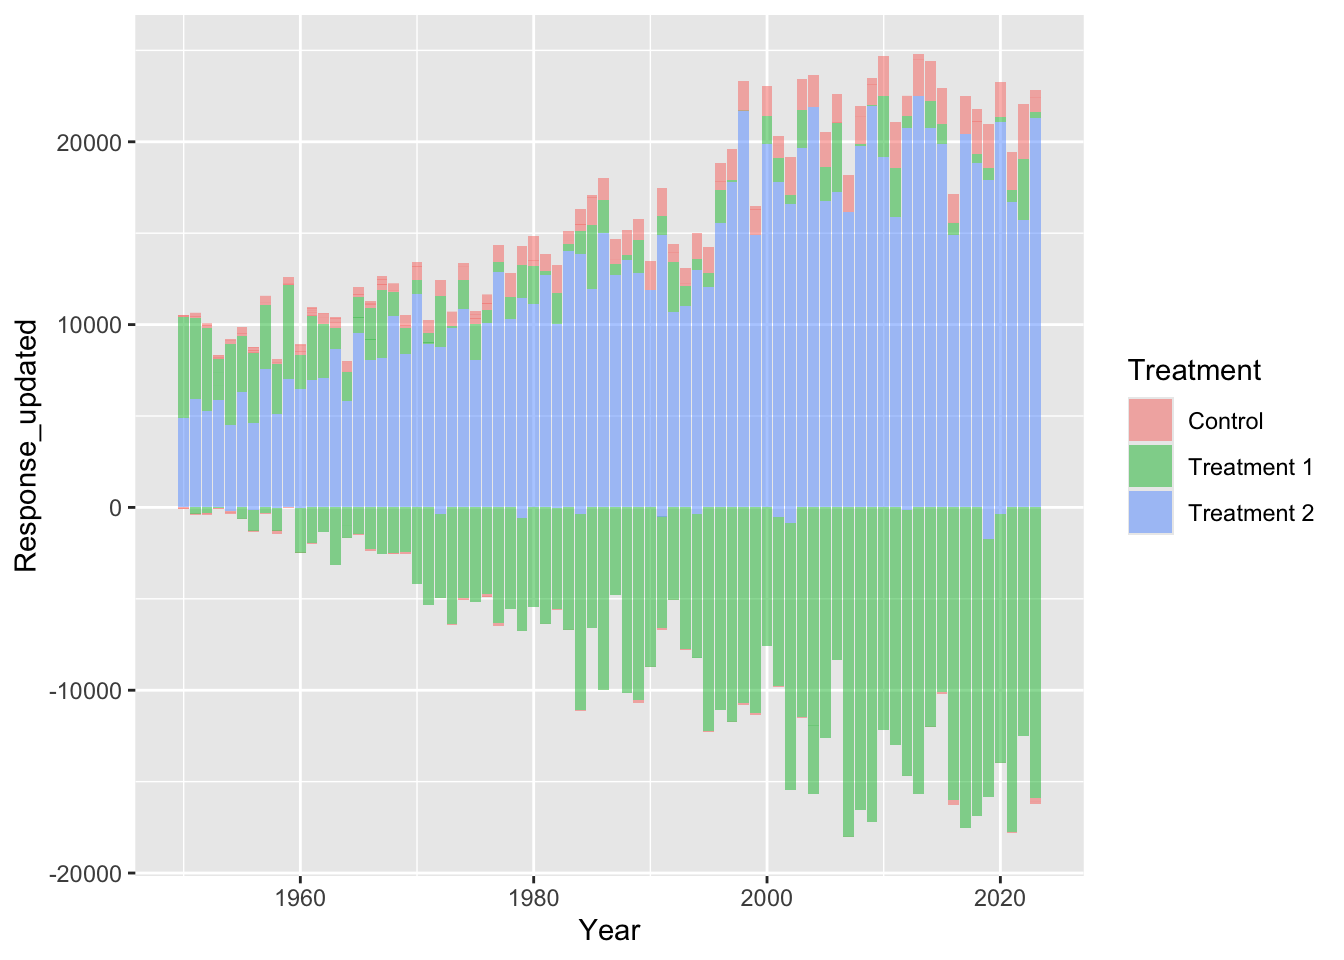 Response_updated
20000
10000
0
-10000
-20000
1960 1980 2000 2020
Year
Treatment
Control
Treatment 1
Treatment 2